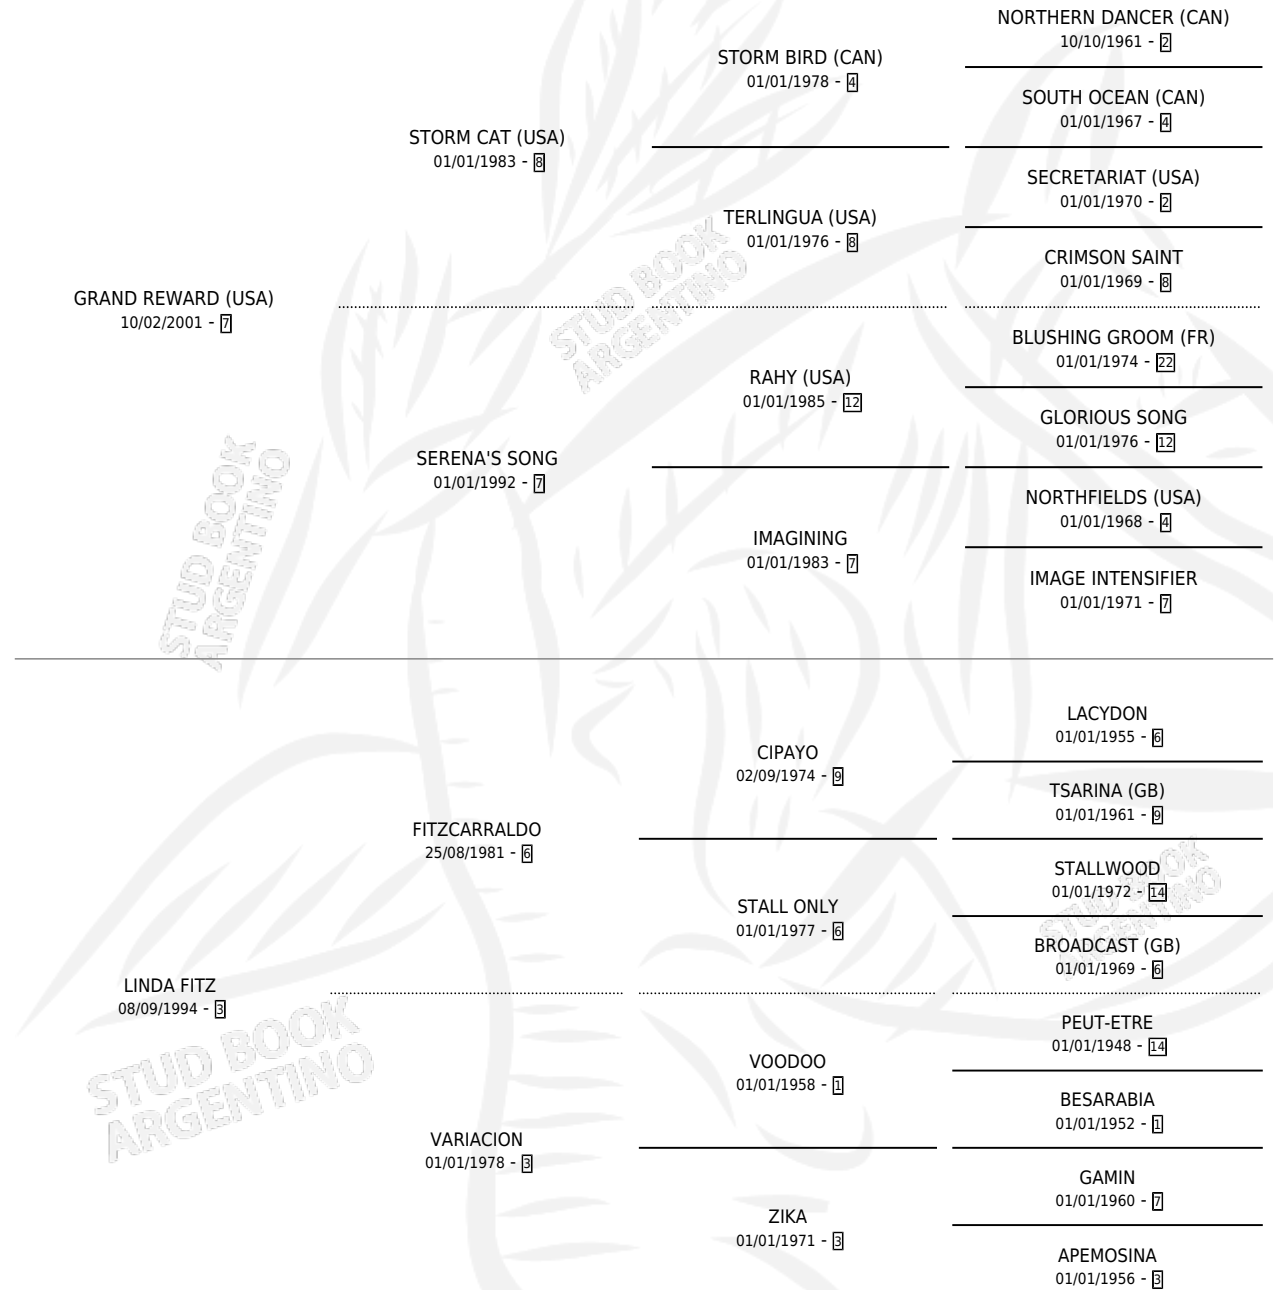 NORTHERN DANCER (CAN)
10/10/1961 - 2
STORM BIRD (CAN)
01/01/1978 - 4
SOUTH OCEAN (CAN)
01/01/1967 - 4
STORM CAT (USA)
01/01/1983 - 8
SECRETARIAT (USA)
01/01/1970 - 2
TERLINGUA (USA)
01/01/1976 - 8
CRIMSON SAINT
01/01/1969 - 8
GRAND REWARD (USA)
10/02/2001 - 7
STUD BOOK
ARGENTINO
BLUSHING GROOM (FR)
01/01/1974 - 22
RAHY (USA)
01/01/1985 - 12
GLORIOUS SONG
01/01/1976 - 12
SERENA'S SONG
01/01/1992 - 7
NORTHFIELDS (USA)
01/01/1968 - 4
IMAGINING
01/01/1983 - 7
IMAGE INTENSIFIER
01/01/1971 - 7
STUD BOOK
ARGENTINO
LACYDON
01/01/1955 - 6
CIPAYO
02/09/1974 - 9
TSARINA (GB)
01/01/1961 - 9
FITZCARRALDO
25/08/1981 - 6
STALLWOOD
01/01/1972 - 14
STALL ONLY
01/01/1977 - 6
BROADCAST (GB)
01/01/1969 - 6
STUD BOOK
ARGENTINO
LINDA FITZ
08/09/1994 - 3
PEUT-ETRE
01/01/1948 - 14
VOODOO
01/01/1958 - 1
BESARABIA
01/01/1952 - 1
STUD BOOK
ARGENTINO
VARIACION
01/01/1978 - 3
GAMIN
01/01/1960 - 7
ZIKA
01/01/1971 - 3
APEMOSINA
01/01/1956 - 3